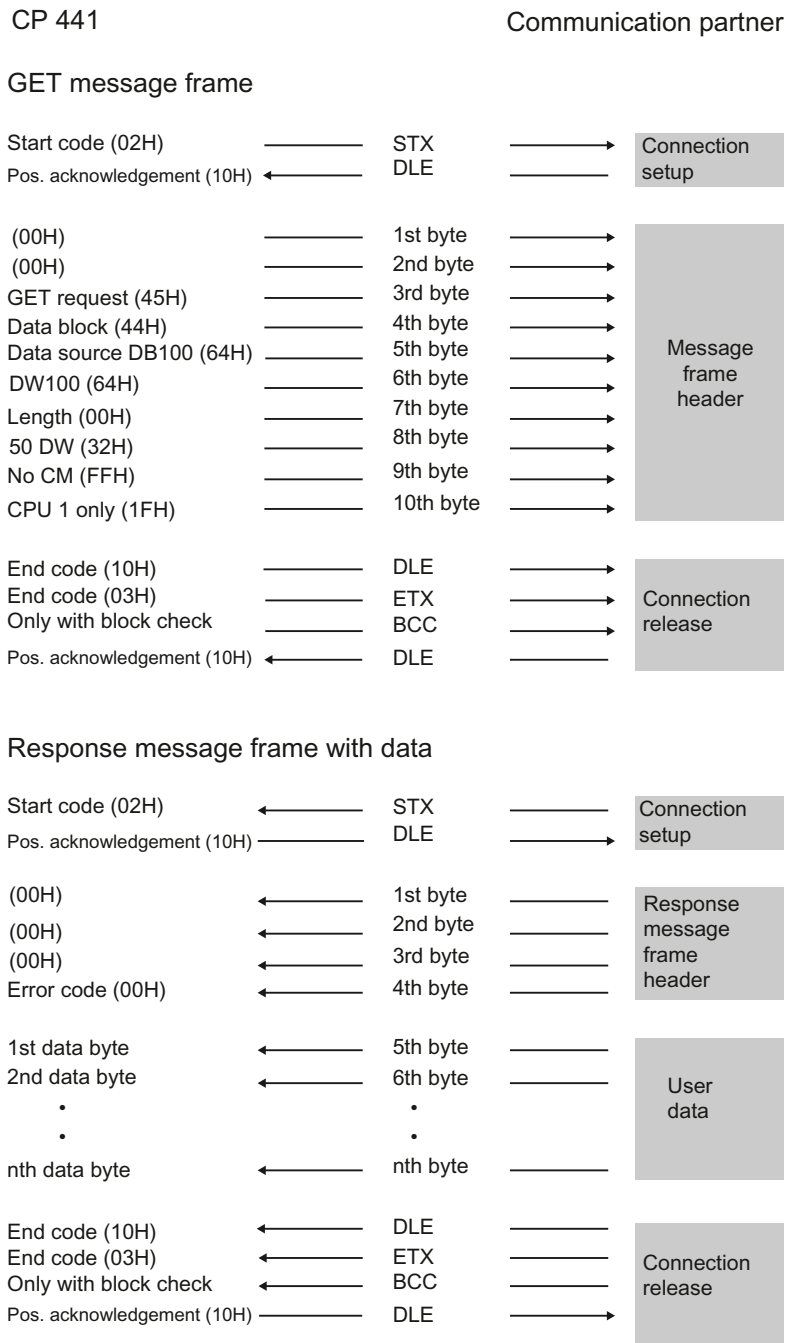 CP 441 Communication partner
GET message frame
Start code (02H) STX Connection
Pos. acknowledgement (10H) DLE setup
(00H) 1st byte
(00H) 2nd byte
GET request (45H) 3rd byte
Data block (44H) 4th byte
Data source DB100 (64H) 5th byte Message
DW100 (64H) 6th byte frame
Length (00H) 7th byte header
50 DW (32H) 8th byte
No CM (FFH) 9th byte
CPU 1 only (1FH) 10th byte
End code (10H) DLE
End code (03H) ETX Connection
Only with block check BCC release
Pos. acknowledgement (10H) DLE
Response message frame with data
Start code (02H) STX Connection
Pos. acknowledgement (10H) DLE setup
(00H) 1st byte Response
(00H) 2nd byte message
(00H) 3rd byte frame
Error code (00H) 4th byte header
1st data byte 5th byte
2nd data byte 6th byte User
• • data
• •
nth data byte nth byte
End code (10H) DLE
End code (03H) ETX Connection
Only with block check BCC release
Pos. acknowledgement (10H) DLE